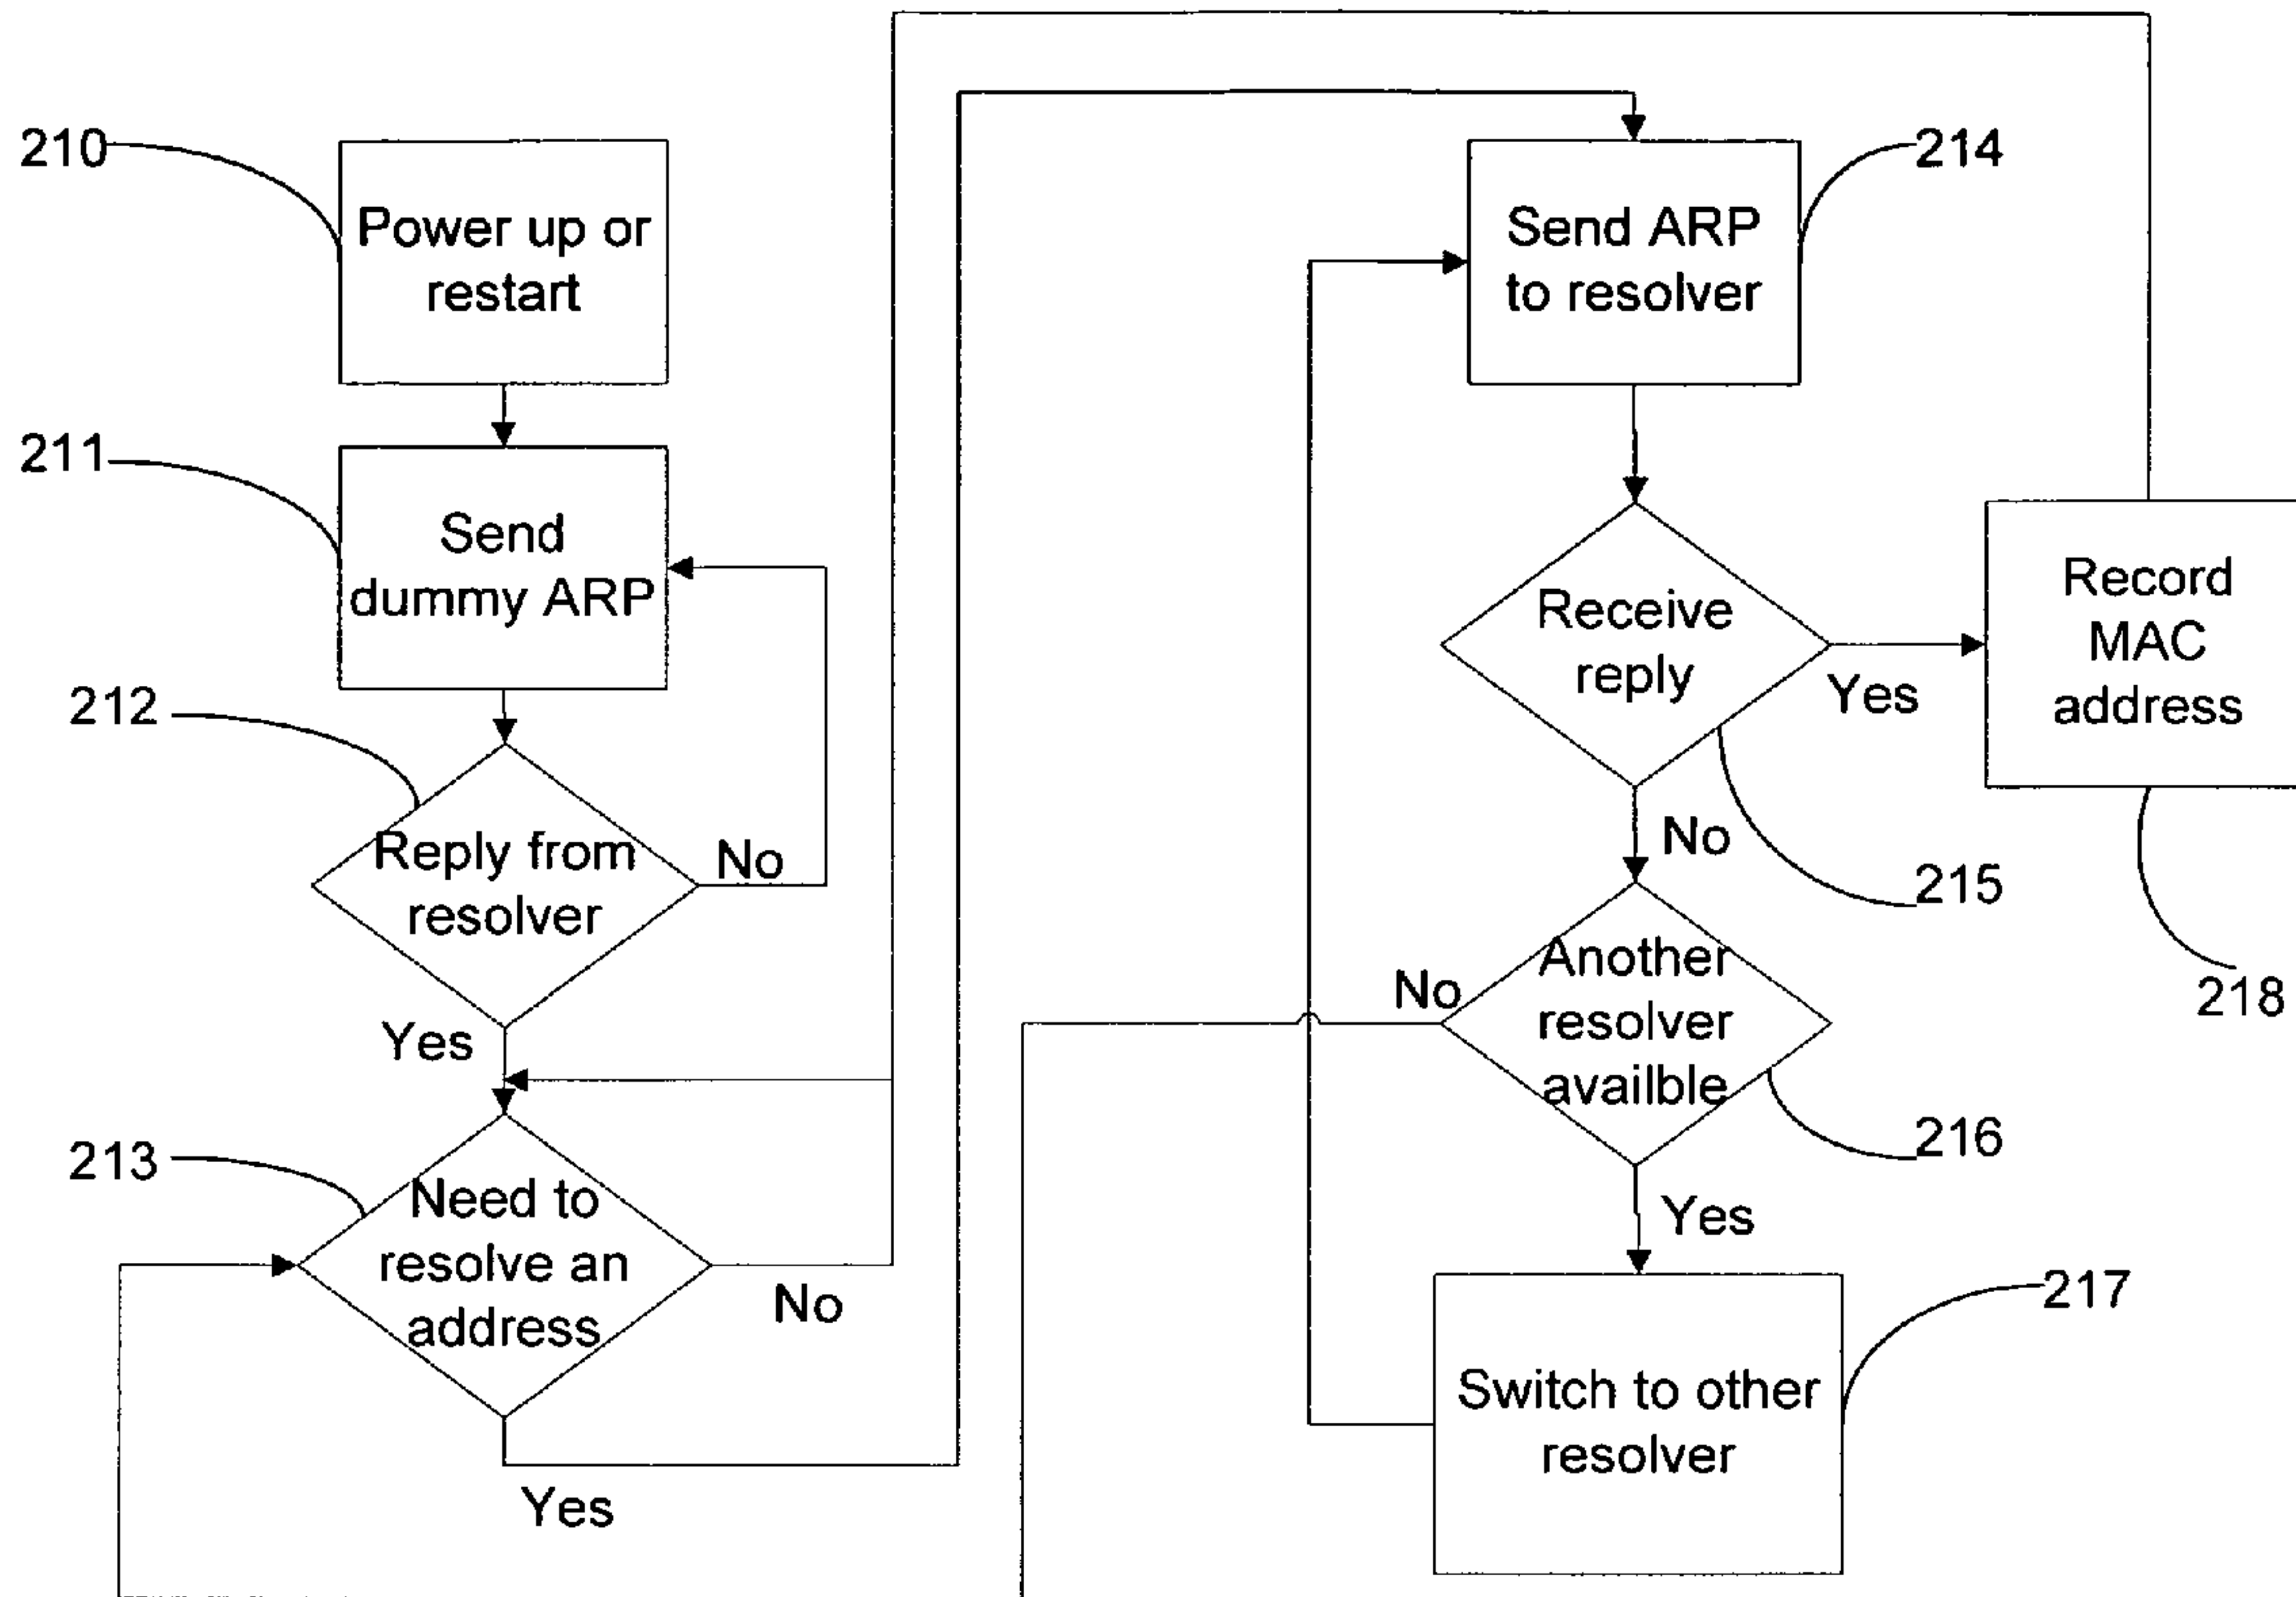 210
Power up or
restart
211
Send
dummy ARP
212
Reply from
resolver
No
Yes
213
Need to
resolve an
address
No
Yes
214
Send ARP
to resolver
Receive
reply
Yes
No
215
Record
MAC
address
218
Another
resolver
availble
No
216
Yes
217
Switch to other
resolver